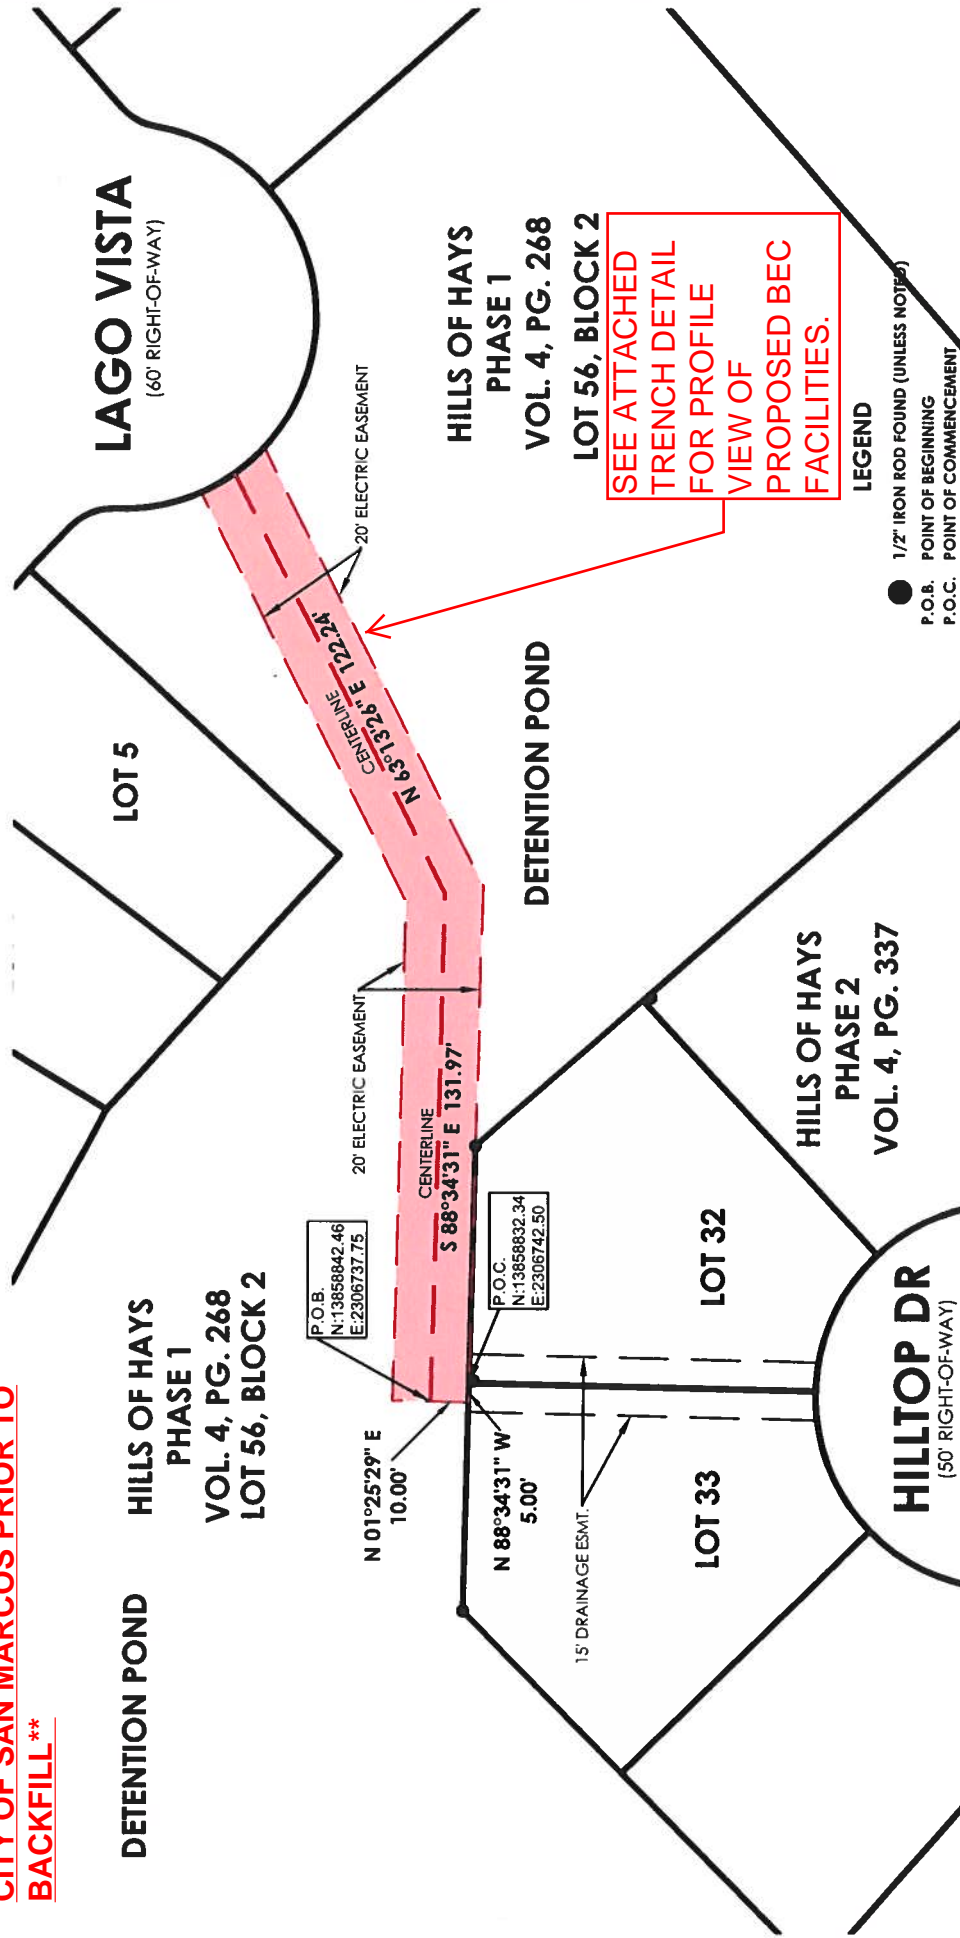 CITY OF SAN MARCOS PRIOR TO
BACKFILL**
DETENTION POND
HILLS OF HAYS
PHASE 1
VOL. 4, PG. 268
LOT 56, BLOCK 2
LOT 5
LAGO VISTA
(60' RIGHT-OF-WAY)
P.O.B.
N:13858842.46
E:2306737.75
20' ELECTRIC EASEMENT
20' ELECTRIC EASEMENT
N 01°25'29" E
10.00'
CENTERLINE
S 88°34'31" E 131.97'
CENTERLINE
N 63°13'26" E 122.24'
P.O.C.
N:13858832.34
E:2306742.50
N 88°34'31" W
5.00'
DETENTION POND
HILLS OF HAYS
PHASE 1
VOL. 4, PG. 268
LOT 56, BLOCK 2
SEE ATTACHED
TRENCH DETAIL
FOR PROFILE
VIEW OF
PROPOSED BEC
FACILITIES.
15' DRAINAGE ESMT.
LOT 33
LOT 32
HILLS OF HAYS
PHASE 2
VOL. 4, PG. 337
HILLTOP DR
(50' RIGHT-OF-WAY)
LEGEND
1/2" IRON ROD FOUND (UNLESS NOTED)
P.O.B. POINT OF BEGINNING
P.O.C. POINT OF COMMENCEMENT